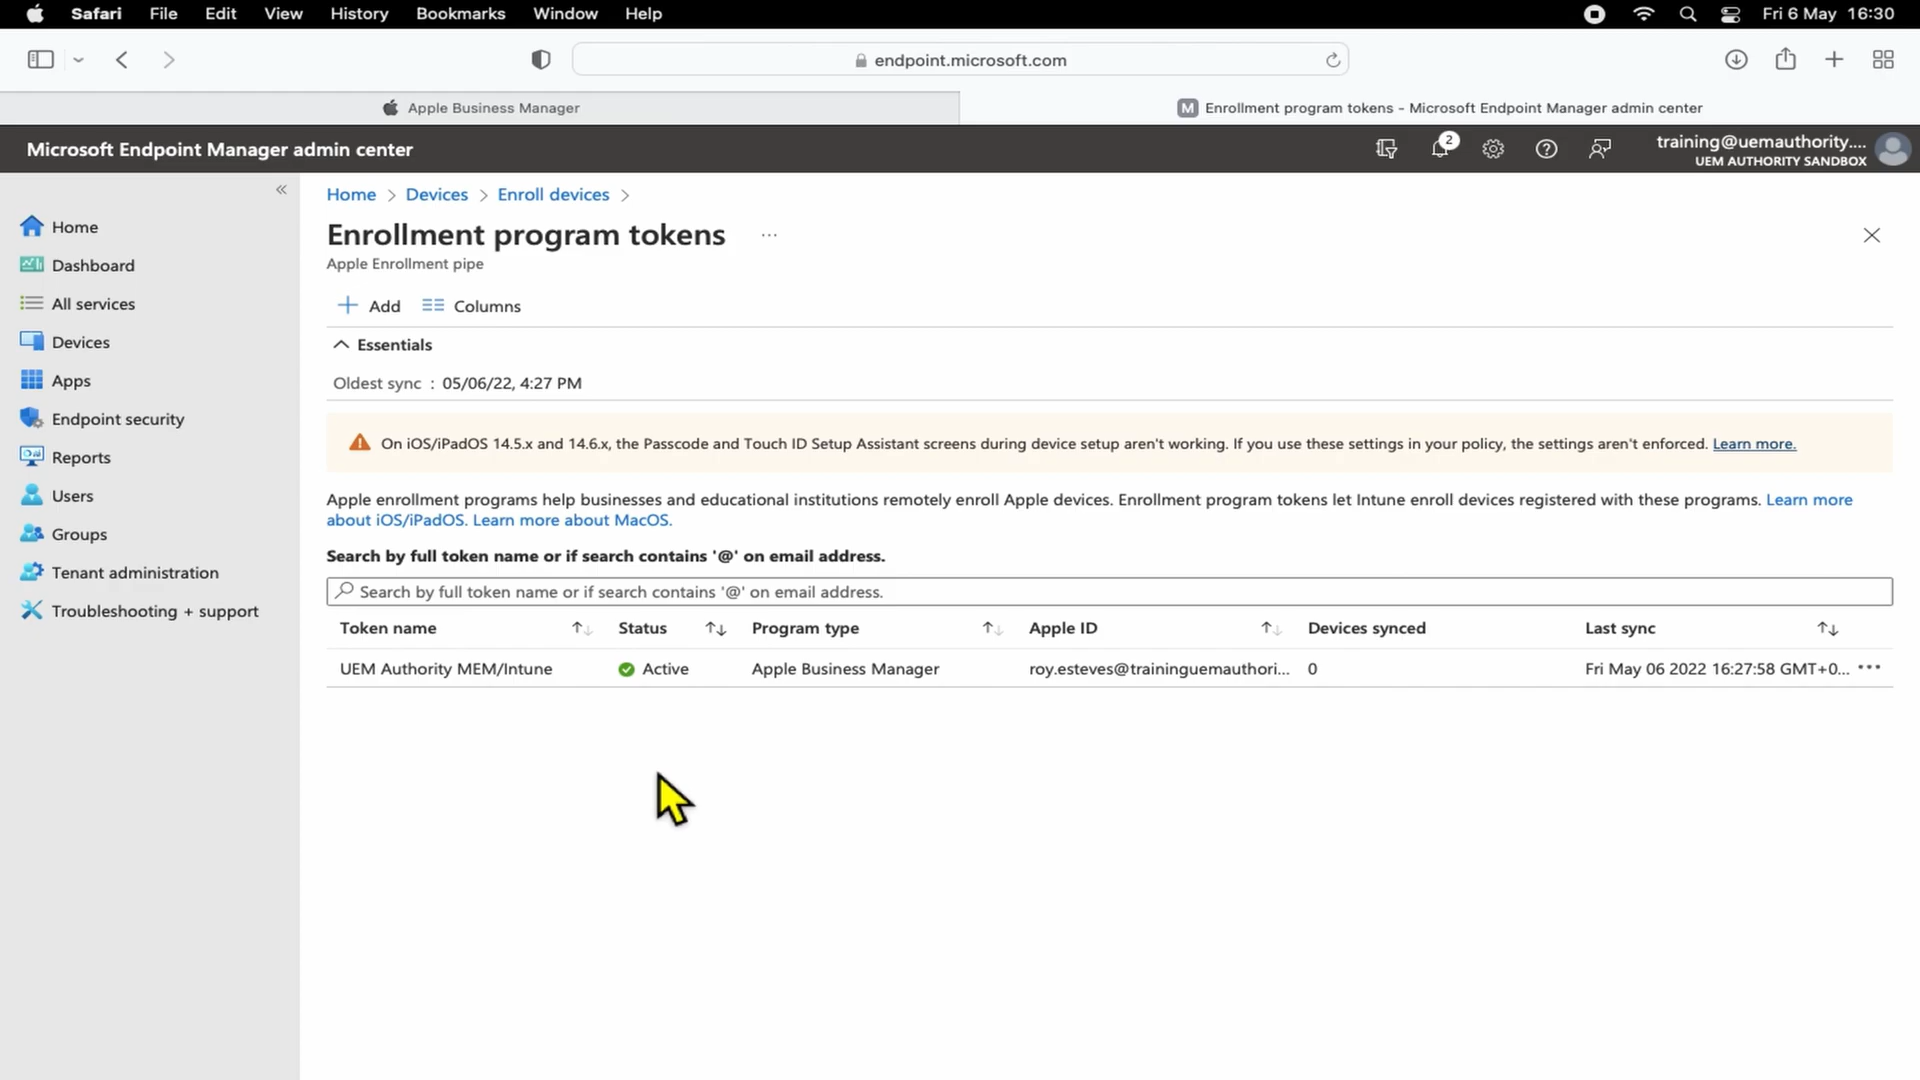 Safari File Edit View History Bookmarks Window Help Fri 6 May 16:30
endpoint.microsoft.com
Apple Business Manager
M Enrollment program tokens - Microsoft Endpoint Manager admin center
Microsoft Endpoint Manager admin center
2
training@uemauthority....
UEM AUTHORITY SANDBOX
«
Home
Dashboard
All services
Devices
Apps
Endpoint security
Reports
Users
Groups
Tenant administration
Troubleshooting + support
Home > Devices > Enroll devices >
Enrollment program tokens ...
Apple Enrollment pipe
+ Add Columns
Essentials
Oldest sync : 05/06/22, 4:27 PM
On iOS/iPadOS 14.5.x and 14.6.x, the Passcode and Touch ID Setup Assistant screens during device setup aren't working. If you use these settings in your policy, the settings aren't enforced. Learn more.
Apple enrollment programs help businesses and educational institutions remotely enroll Apple devices. Enrollment program tokens let Intune enroll devices registered with these programs. Learn more
about iOS/iPadOS. Learn more about MacOS.
Search by full token name or if search contains '@' on email address.
Search by full token name or if search contains '@' on email address.
Token name Status Program type Apple ID Devices synced Last sync
UEM Authority MEM/Intune Active Apple Business Manager roy.esteves@traininguemauthori... 0 Fri May 06 2022 16:27:58 GMT+0... ...